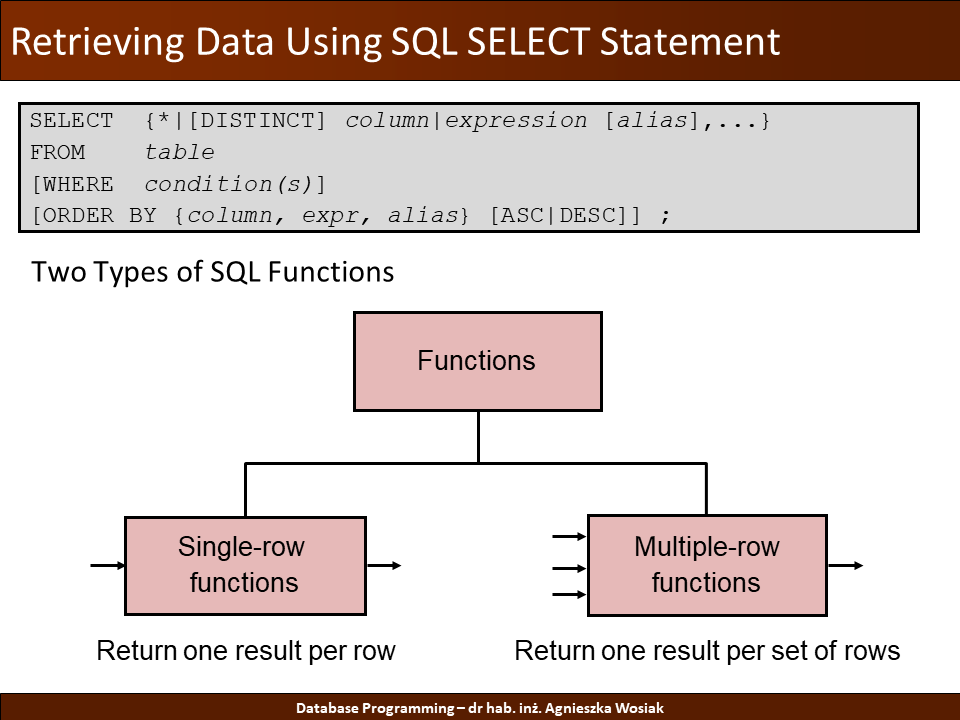 Retrieving Data Using SQL SELECT Statement
SELECT {*|[DISTINCT] column|expression [alias],...}
FROM table
[WHERE condition(s)]
[ORDER BY {column, expr, alias} [ASC|DESC]] ;
Two Types of SQL Functions
Functions
Single-row
functions
Multiple-row
functions
Return one result per row
Return one result per set of rows
Database Programming – dr hab. inż. Agnieszka Wosiak